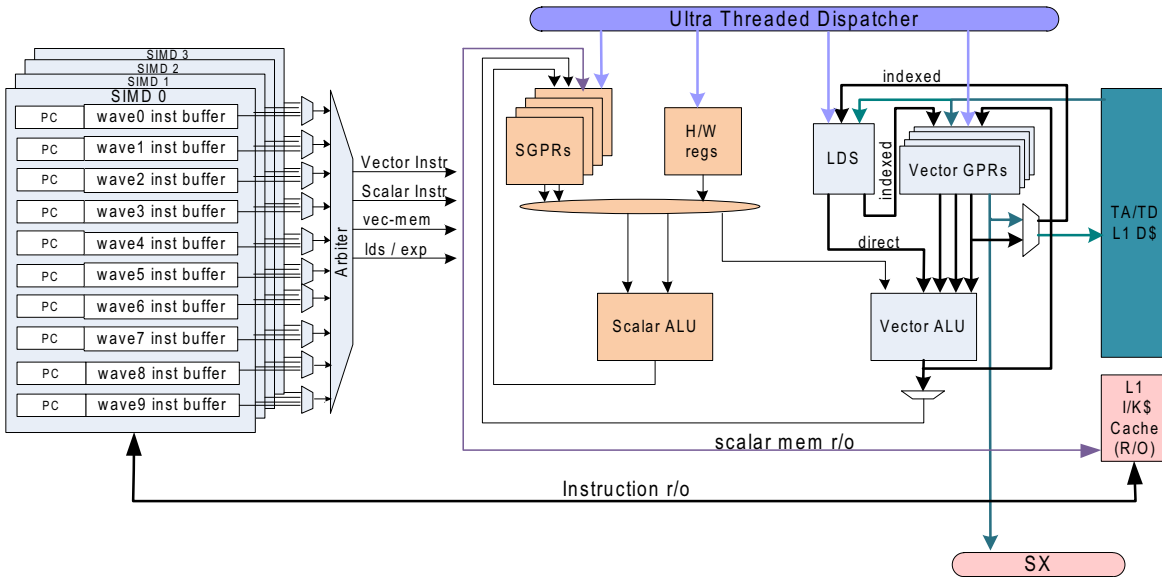 Ultra Threaded Dispatcher
SIMD 3
SIMD 2
SIMD 1
SIMD 0
PC wave0 inst buffer
PC wave1 inst buffer
PC wave2 inst buffer
PC wave3 inst buffer
PC wave4 inst buffer
PC wave5 inst buffer
PC wave6 inst buffer
PC wave7 inst buffer
PC wave8 inst buffer
PC wave9 inst buffer
Arbiter
Vector Instr
Scalar Instr
vec-mem
lds / exp
SGPRs
H/W
regs
LDS
indexed
indexed
Vector GPRs
direct
Scalar ALU
Vector ALU
TA/TD
L1 D$
L1
I/K$
Cache
(R/O)
scalar mem r/o
Instruction r/o
SX